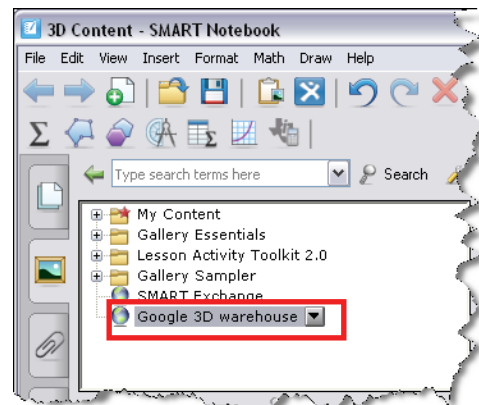 3D Content - SMART Notebook
File Edit View Insert Format Math Draw Help
Type search terms here Search
My Content
Gallery Essentials
Lesson Activity Toolkit 2.0
Gallery Sampler
SMART Exchange
Google 3D warehouse